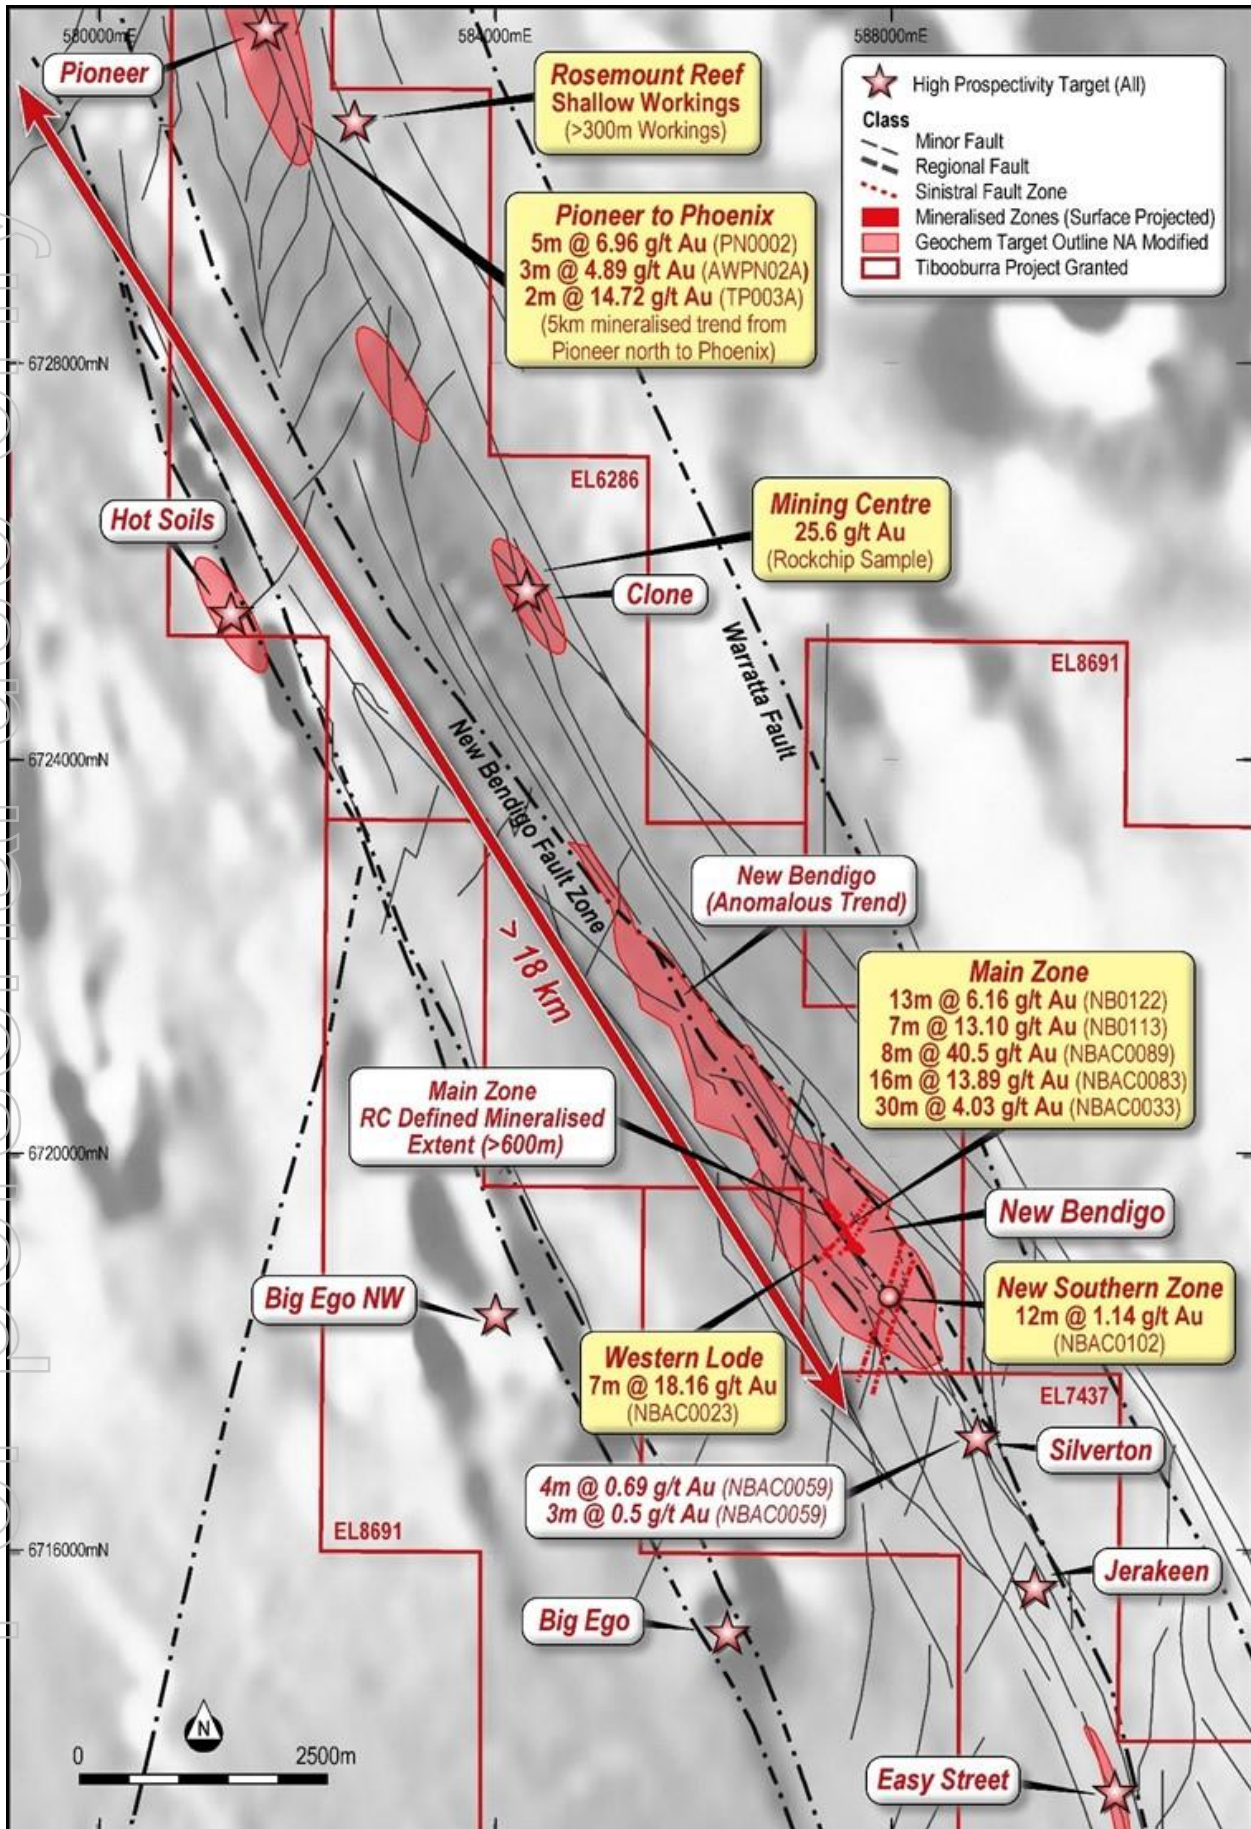 580000mE
584000mE
588000mE
Pioneer
Rosemount Reef
Shallow Workings
(>300m Workings)
High Prospectivity Target (All)
Class
Minor Fault
Regional Fault
Sinistral Fault Zone
Mineralised Zones (Surface Projected)
Geochem Target Outline NA Modified
Tibooburra Project Granted
Pioneer to Phoenix
5m @ 6.96 g/t Au (PN0002)
3m @ 4.89 g/t Au (AWPN02A)
2m @ 14.72 g/t Au (TP003A)
(5km mineralised trend from
Pioneer north to Phoenix)
6728000mN
EL6286
Hot Soils
Mining Centre
25.6 g/t Au
(Rockchip Sample)
Clone
Warratta Fault
EL8691
6724000mN
New Bendigo Fault Zone
New Bendigo
(Anomalous Trend)
> 18 km
Main Zone
13m @ 6.16 g/t Au (NB0122)
7m @ 13.10 g/t Au (NB0113)
8m @ 40.5 g/t Au (NBAC0089)
16m @ 13.89 g/t Au (NBAC0083)
30m @ 4.03 g/t Au (NBAC0033)
Main Zone
RC Defined Mineralised
Extent (>600m)
6720000mN
New Bendigo
Big Ego NW
New Southern Zone
12m @ 1.14 g/t Au
(NBAC0102)
Western Lode
7m @ 18.16 g/t Au
(NBAC0023)
EL7437
Silverton
4m @ 0.69 g/t Au (NBAC0059)
3m @ 0.5 g/t Au (NBAC0059)
EL8691
6716000mN
Jerakeen
Big Ego
N
0
2500m
Easy Street
For personal use only